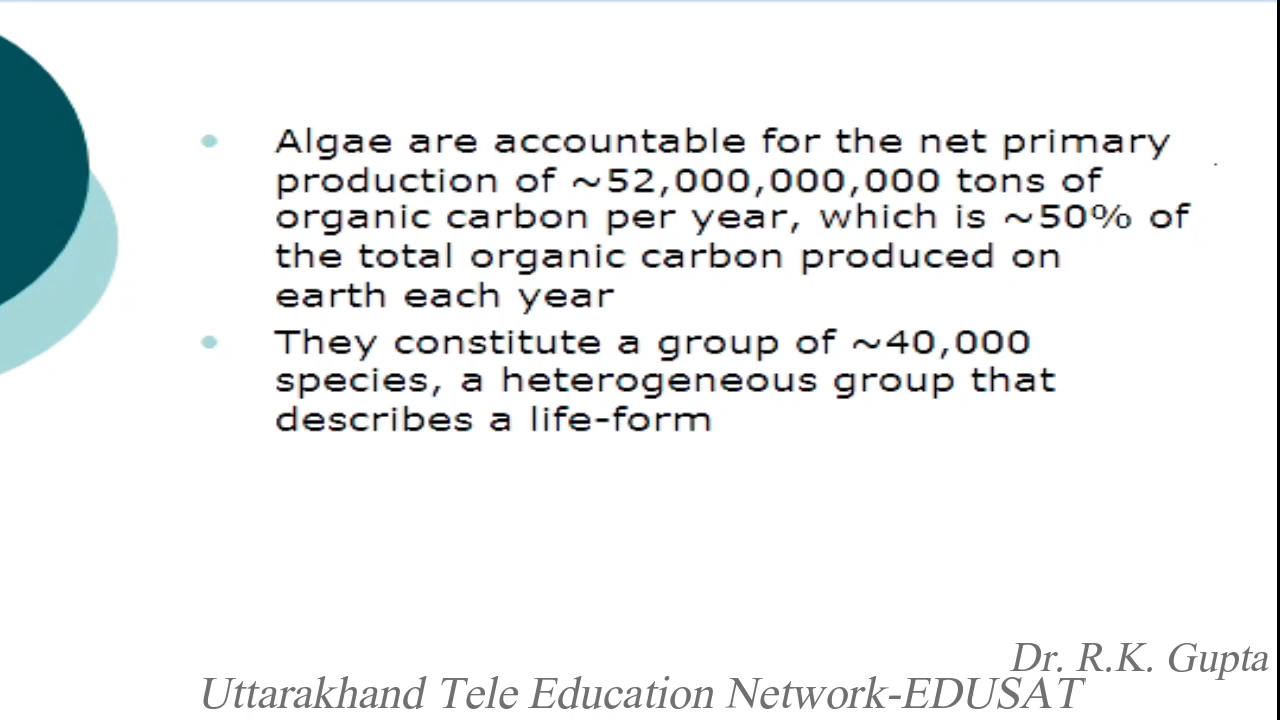 Algae are accountable for the net primary
production of ~52,000,000,000 tons of
organic carbon per year, which is ~50% of
the total organic carbon produced on
earth each year
They constitute a group of ~40,000
species, a heterogeneous group that
describes a life-form
Dr. R.K. Gupta
Uttarakhand Tele Education Network-EDUSAT